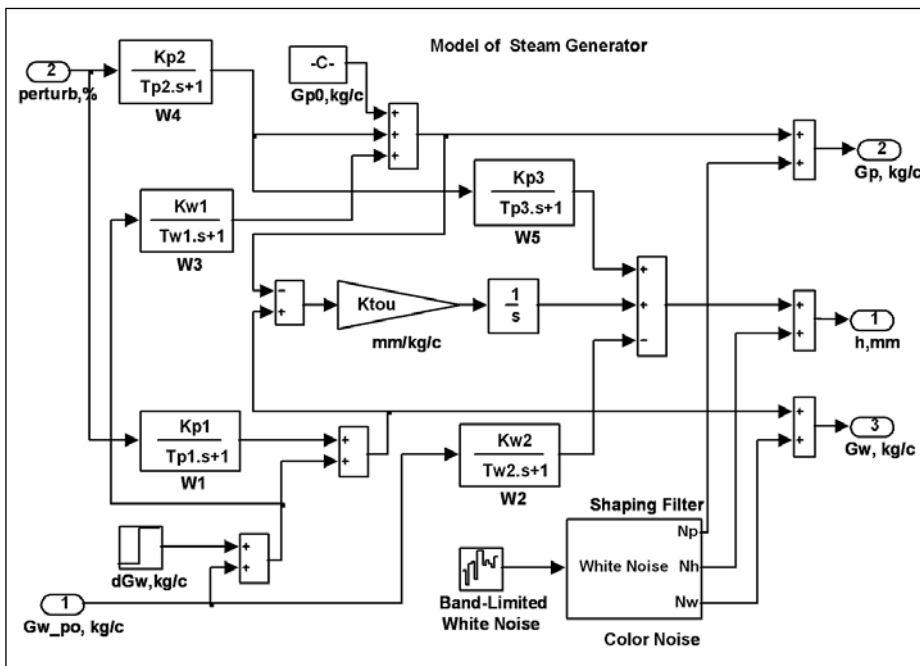 Model of Steam Generator
2
perturb,%
Kp2
Tp2.s+1
W4
-C-
Gp0,kg/c
+
+
+
+
+
2
Gp, kg/c
Kw1
Tw1.s+1
W3
Kp3
Tp3.s+1
W5
−
+
Ktou
mm/kg/c
1
s
+
+
−
+
+
1
h,mm
Kp1
Tp1.s+1
W1
+
+
Kw2
Tw2.s+1
W2
+
+
3
Gw, kg/c
dGw,kg/c
+
+
1
Gw_po, kg/c
Band-Limited
White Noise
Shaping Filter
White Noise
Np
Nh
Nw
Color Noise